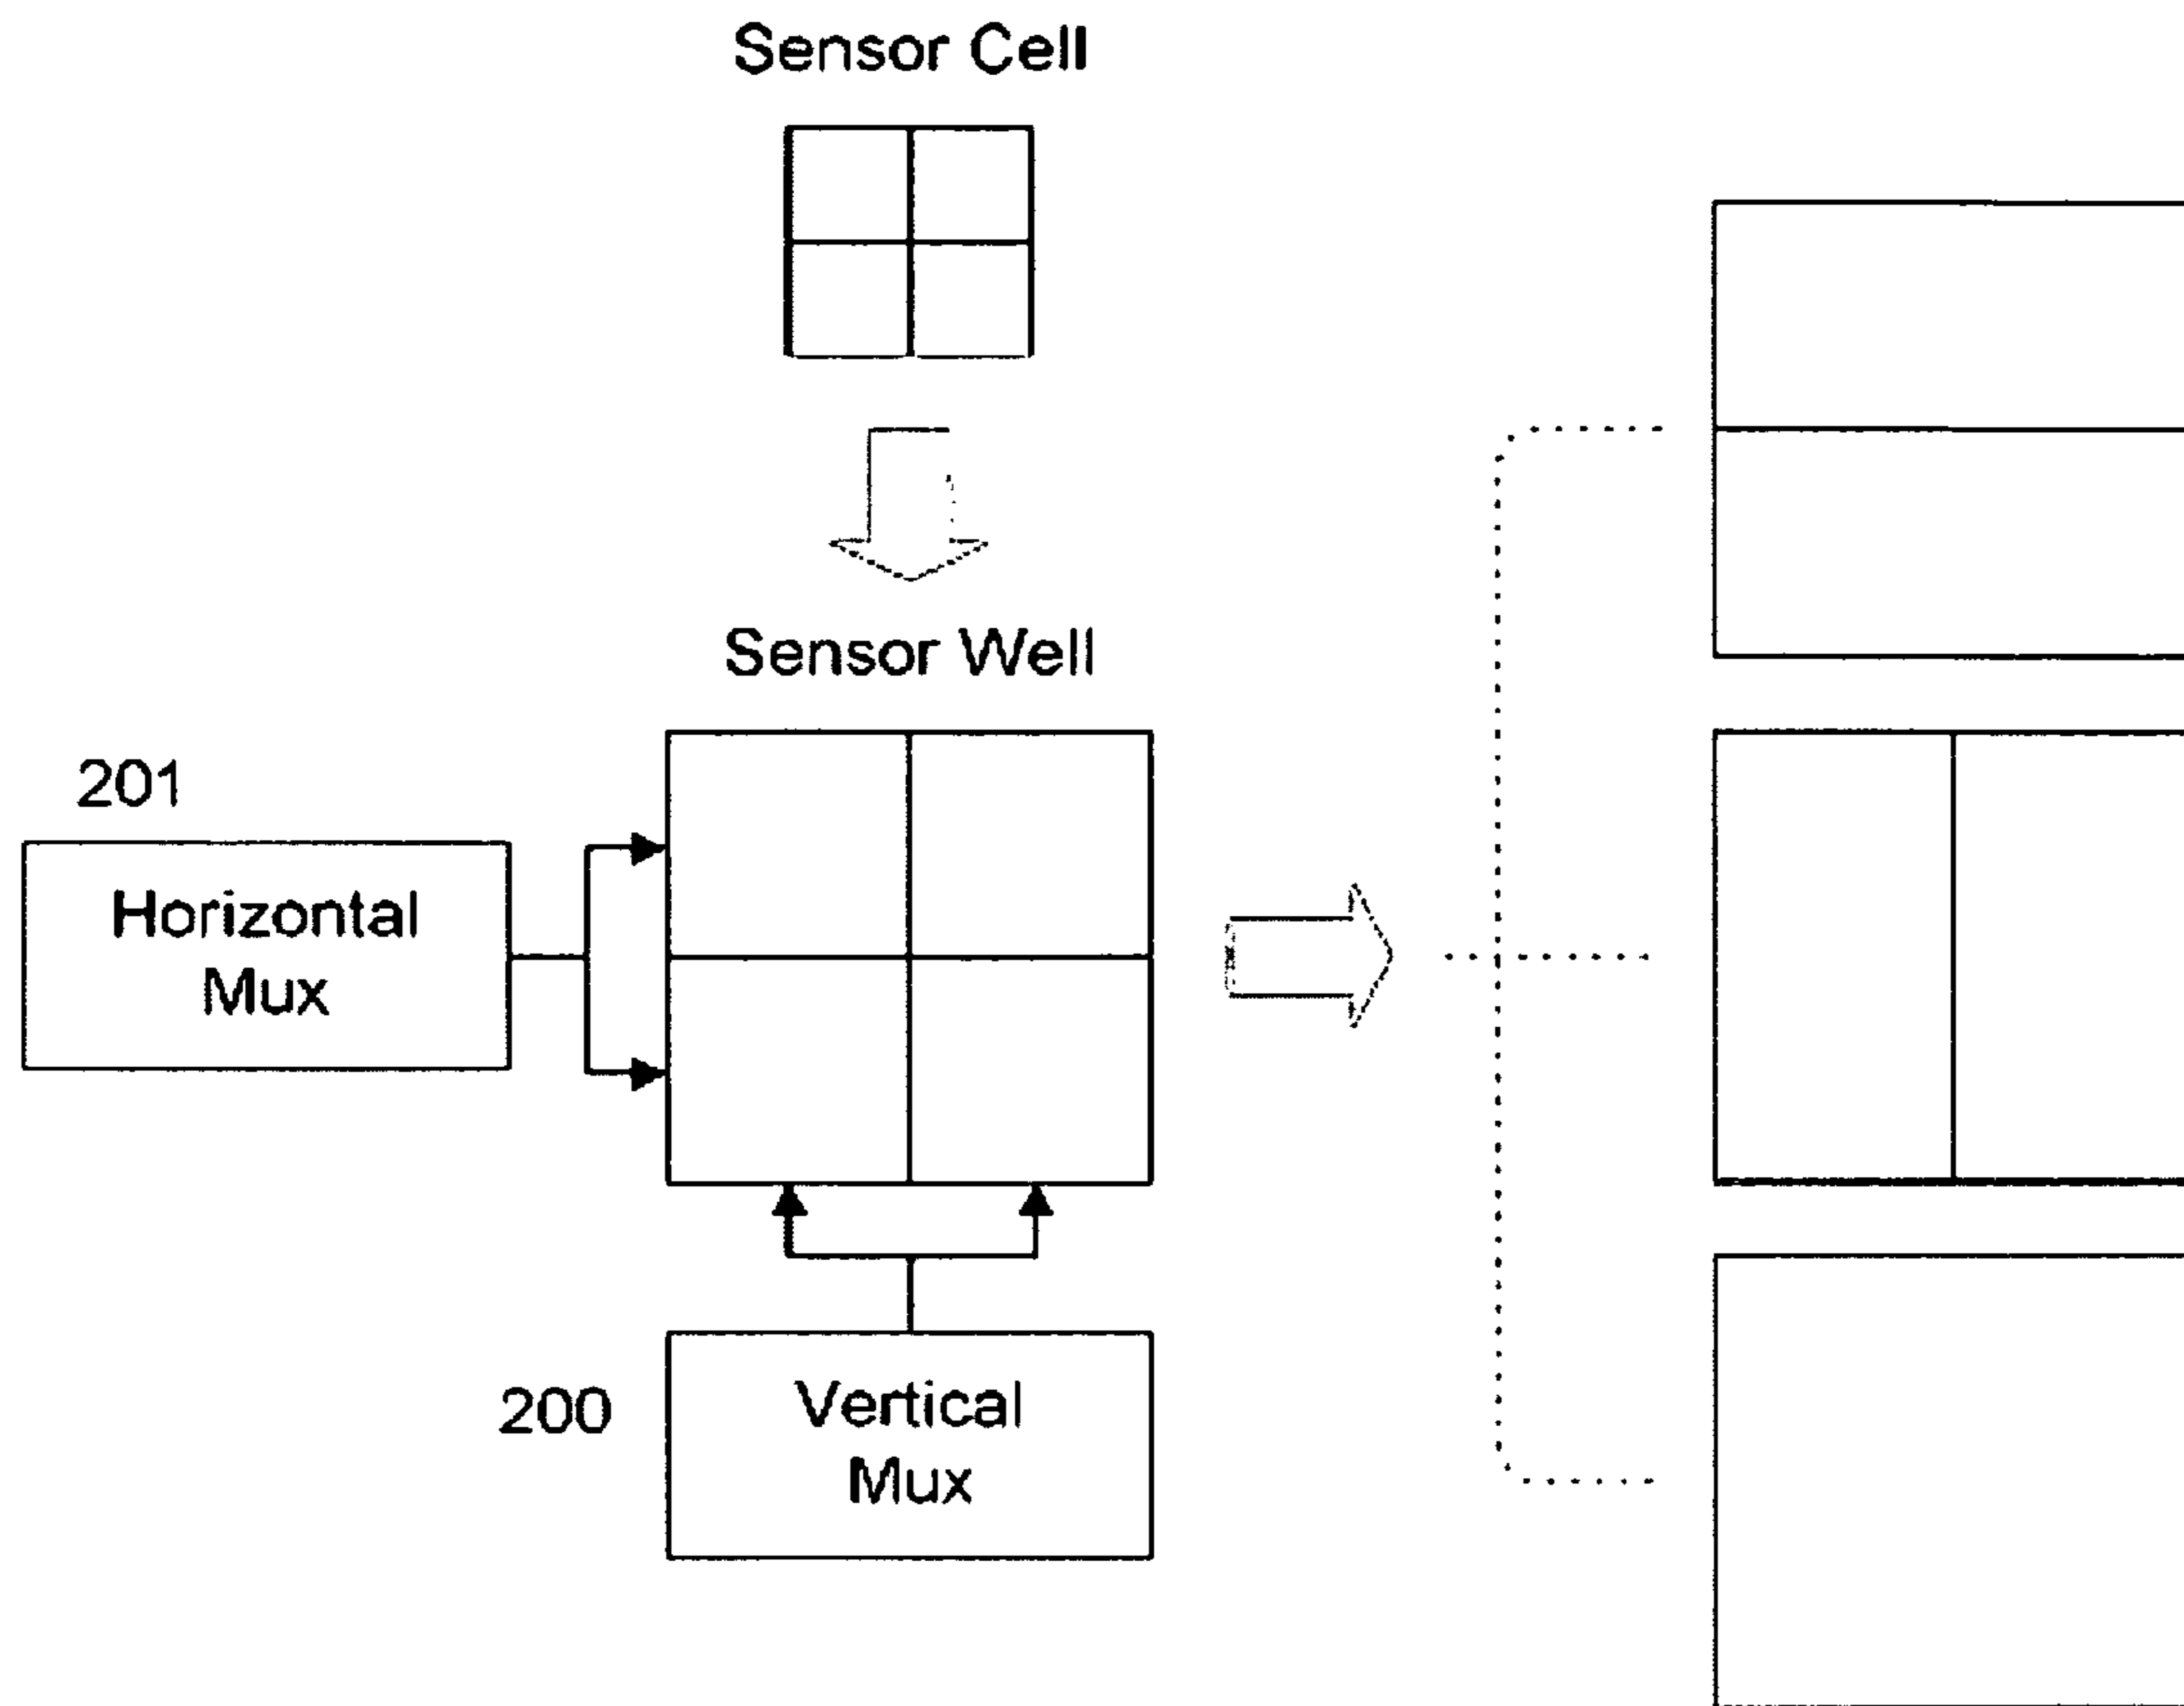 Sensor Cell
Sensor Well
201
Horizontal
Mux
200
Vertical
Mux